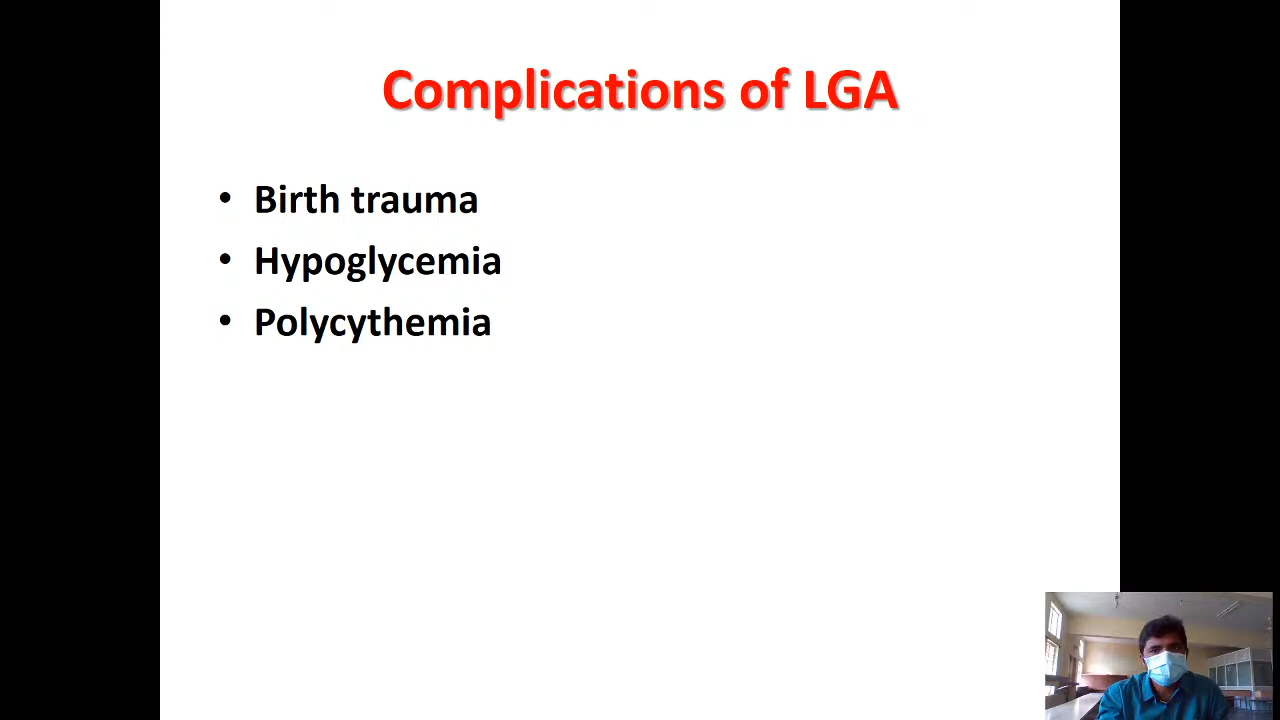 Complications of LGA
• Birth trauma
• Hypoglycemia
• Polycythemia